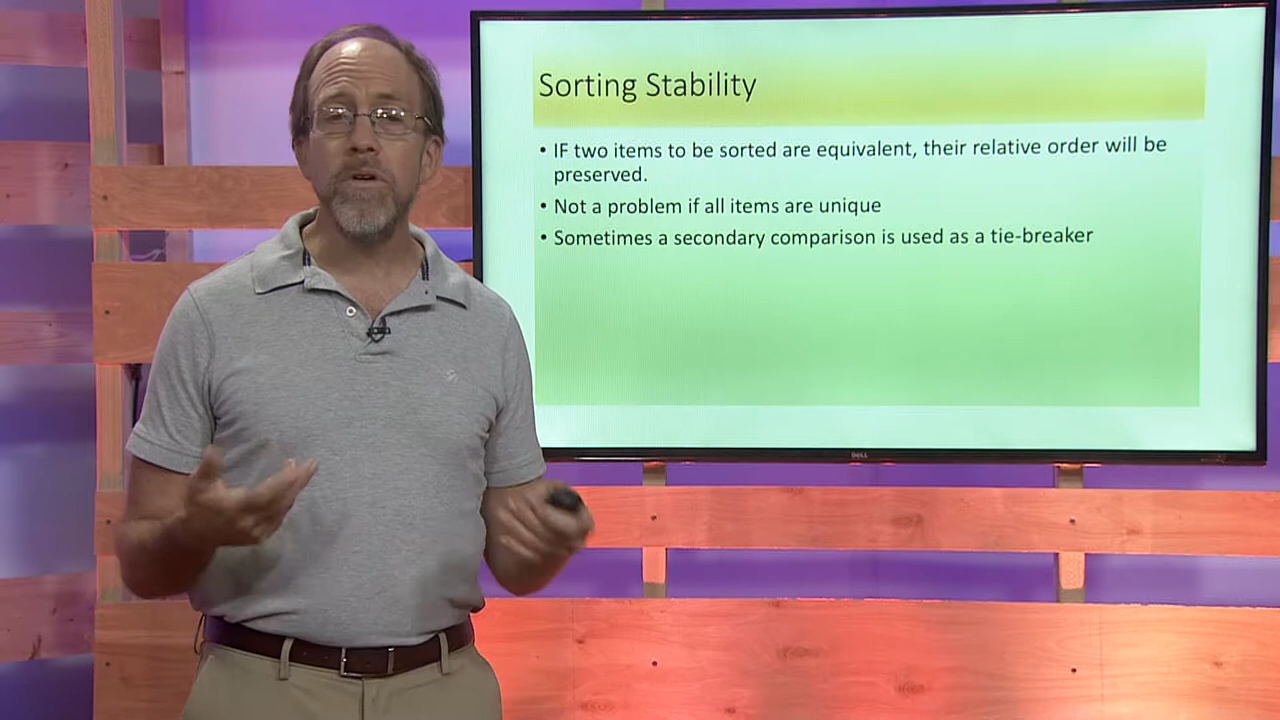 Sorting Stability
• IF two items to be sorted are equivalent, their relative order will be
preserved.
• Not a problem if all items are unique
• Sometimes a secondary comparison is used as a tie-breaker
DELL